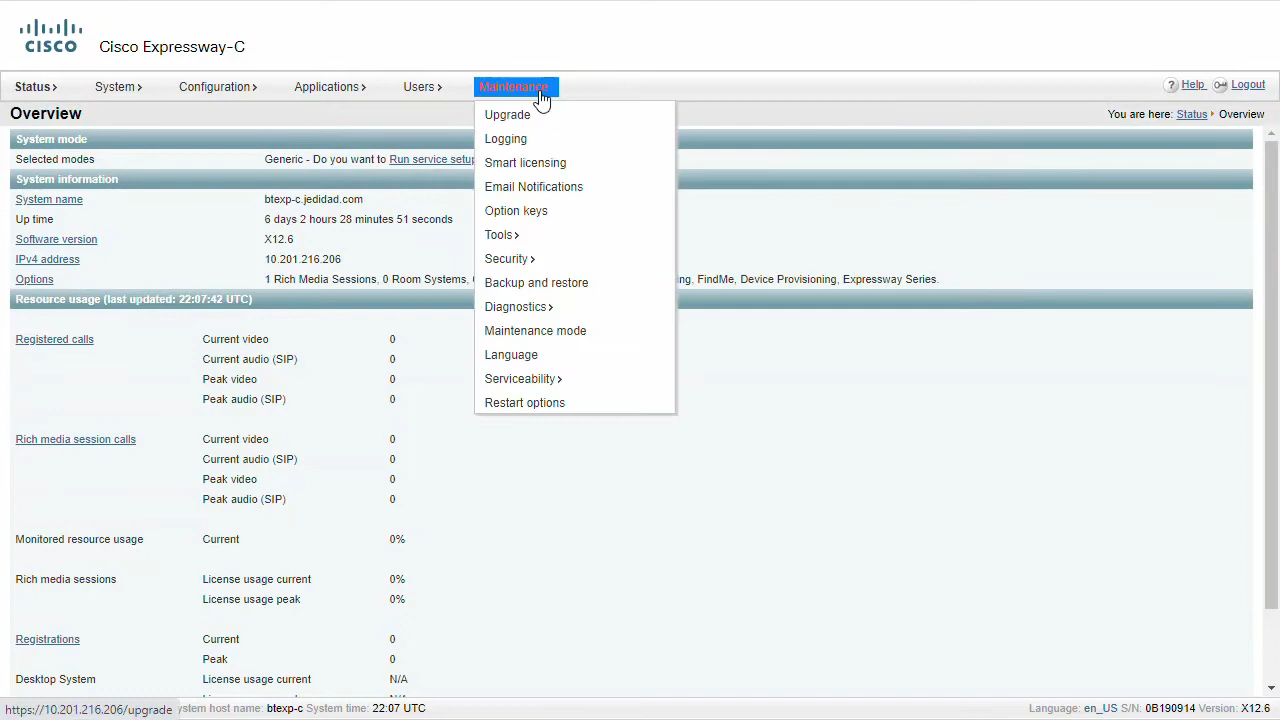 CISCO Cisco Expressway-C
Status› System› Configuration› Applications› Users› Maintenance› ? Help Logout
Overview You are here: Status Overview
System mode
Selected modes Generic - Do you want to Run service setup
System information
System name btexp-c.jedidad.com
Up time 6 days 2 hours 28 minutes 51 seconds
Software version X12.6
IPv4 address 10.201.216.206
Options 1 Rich Media Sessions, 0 Room Systems, FindMe, Device Provisioning, Expressway Series.
Resource usage (last updated: 22:07:42 UTC)
Registered calls Current video 0
Current audio (SIP) 0
Peak video 0
Peak audio (SIP) 0
Rich media session calls Current video 0
Current audio (SIP) 0
Peak video 0
Peak audio (SIP) 0
Monitored resource usage Current 0%
Rich media sessions License usage current 0%
License usage peak 0%
Registrations Current 0
Peak 0
Desktop System License usage current N/A
Upgrade
Logging
Smart licensing
Email Notifications
Option keys
Tools›
Security›
Backup and restore
Diagnostics›
Maintenance mode
Language
Serviceability›
Restart options
https://10.201.216.206/upgrade host name: btexp-c System time: 22:07 UTC Language: en_US S/N: 0B190914 Version: X12.6